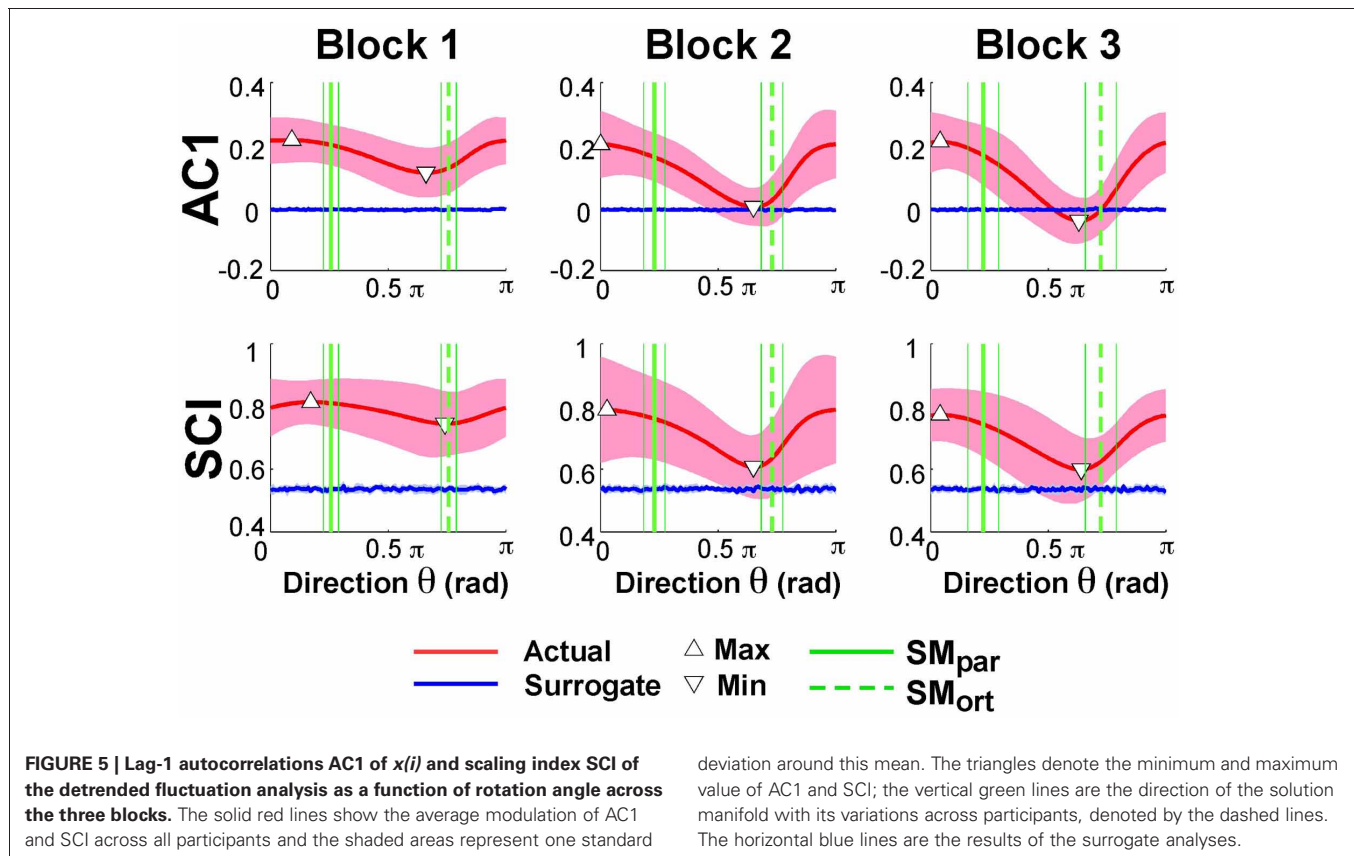 Block 1
Block 2
Block 3
AC1
0.4
0.2
0
-0.2
0
0.5 π
π
0.4
0.2
0
-0.2
0
0.5 π
π
0.4
0.2
0
-0.2
0
0.5 π
π
SCI
1
0.8
0.6
0.4
0
0.5 π
π
1
0.8
0.6
0.4
0
0.5 π
π
1
0.8
0.6
0.4
0
0.5 π
π
Direction θ (rad)
Direction θ (rad)
Direction θ (rad)
Actual
Max
SMpar
Surrogate
Min
SMort
FIGURE 5 | Lag-1 autocorrelations AC1 of x(i) and scaling index SCI of
the detrended fluctuation analysis as a function of rotation angle across
the three blocks. The solid red lines show the average modulation of AC1
and SCI across all participants and the shaded areas represent one standard
deviation around this mean. The triangles denote the minimum and maximum
value of AC1 and SCI; the vertical green lines are the direction of the solution
manifold with its variations across participants, denoted by the dashed lines.
The horizontal blue lines are the results of the surrogate analyses.